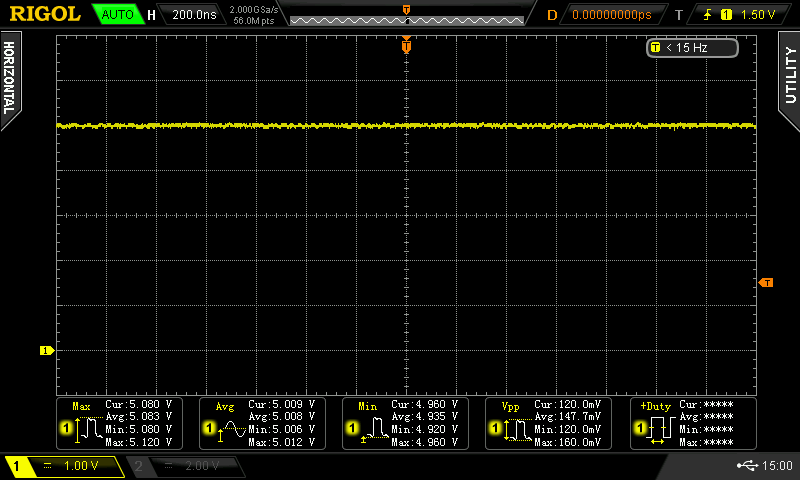 RIGOL AUTO H 200.0ns 2.000GSa/s 56.0M pts T D 0.00000000ps T 1 1.50 V
T
T < 15 Hz
HORIZONTAL
UTILITY
T
1
Max Cur:5.080 V
Avg:5.083 V
1 Min:5.080 V
Max:5.120 V
Avg Cur:5.009 V
Avg:5.008 V
1 Min:5.006 V
Max:5.012 V
Min Cur:4.960 V
Avg:4.935 V
1 Min:4.920 V
Max:4.960 V
Vpp Cur:120.0mV
Avg:147.7mV
1 Min:120.0mV
Max:160.0mV
+Duty Cur:*****
Avg:*****
1 Min:*****
Max:*****
1 1.00 V 2 2.00 V 15:00